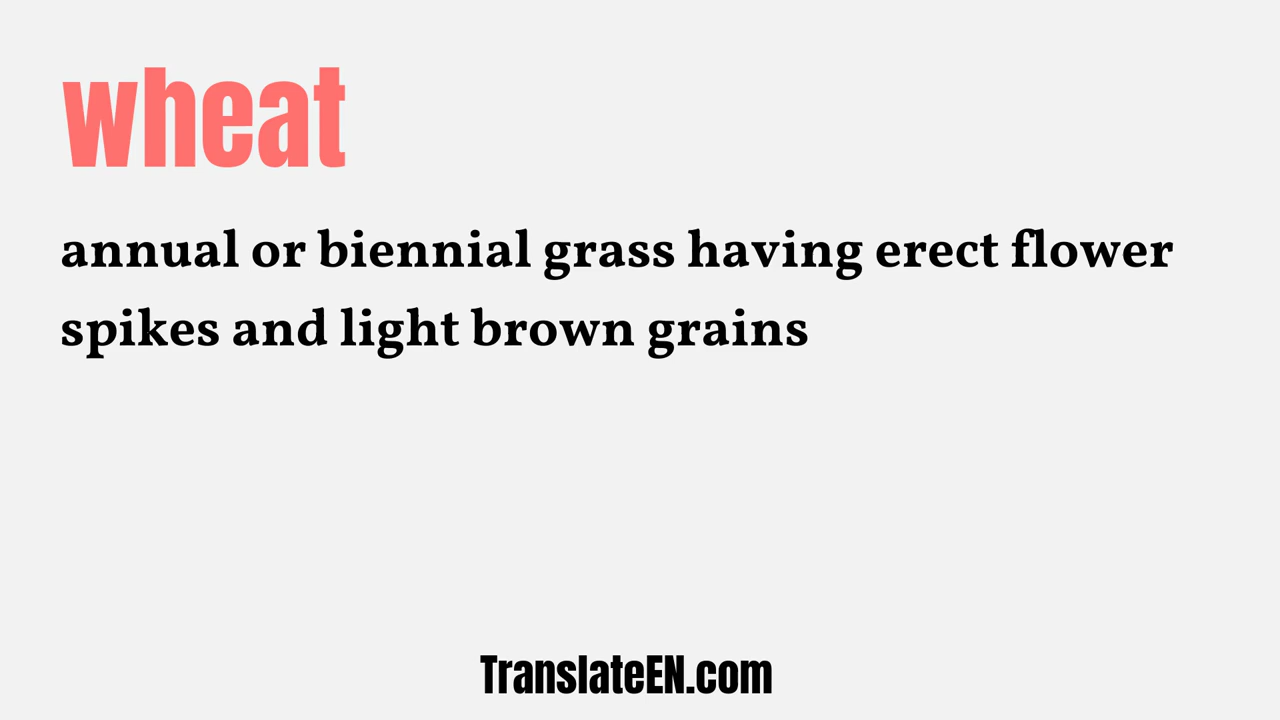 wheat
annual or biennial grass having erect flower
spikes and light brown grains
TranslateEN.com